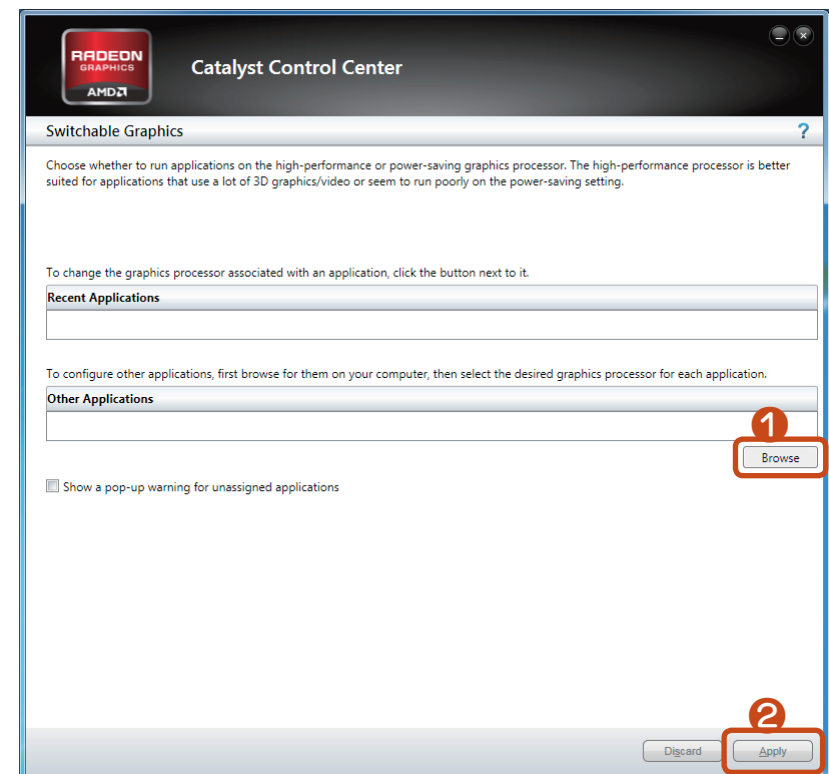 RADEON
GRAPHICS
AMD
Catalyst Control Center
Switchable Graphics
?
Choose whether to run applications on the high-performance or power-saving graphics processor. The high-performance processor is better
suited for applications that use a lot of 3D graphics/video or seem to run poorly on the power-saving setting.
To change the graphics processor associated with an application, click the button next to it.
Recent Applications
To configure other applications, first browse for them on your computer, then select the desired graphics processor for each application.
Other Applications
1
Browse
Show a pop-up warning for unassigned applications
2
Discard
Apply